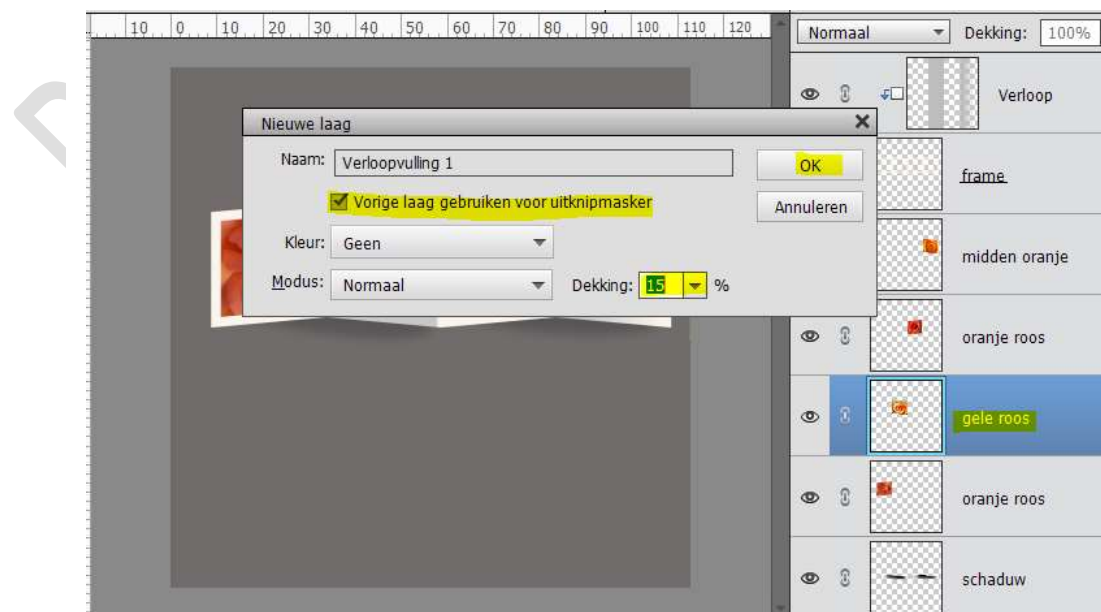 10 0 10 20 30 40 50 60 70 80 90 100 110 120
Normaal Dekking: 100%
Verloop
Nieuwe laag
Naam: Verloopvulling 1
OK
Vorige laag gebruiken voor uitknipmasker
Annuleren
frame
Kleur: Geen
midden oranje
Modus: Normaal Dekking: 15 %
oranje roos
gele roos
oranje roos
schaduw